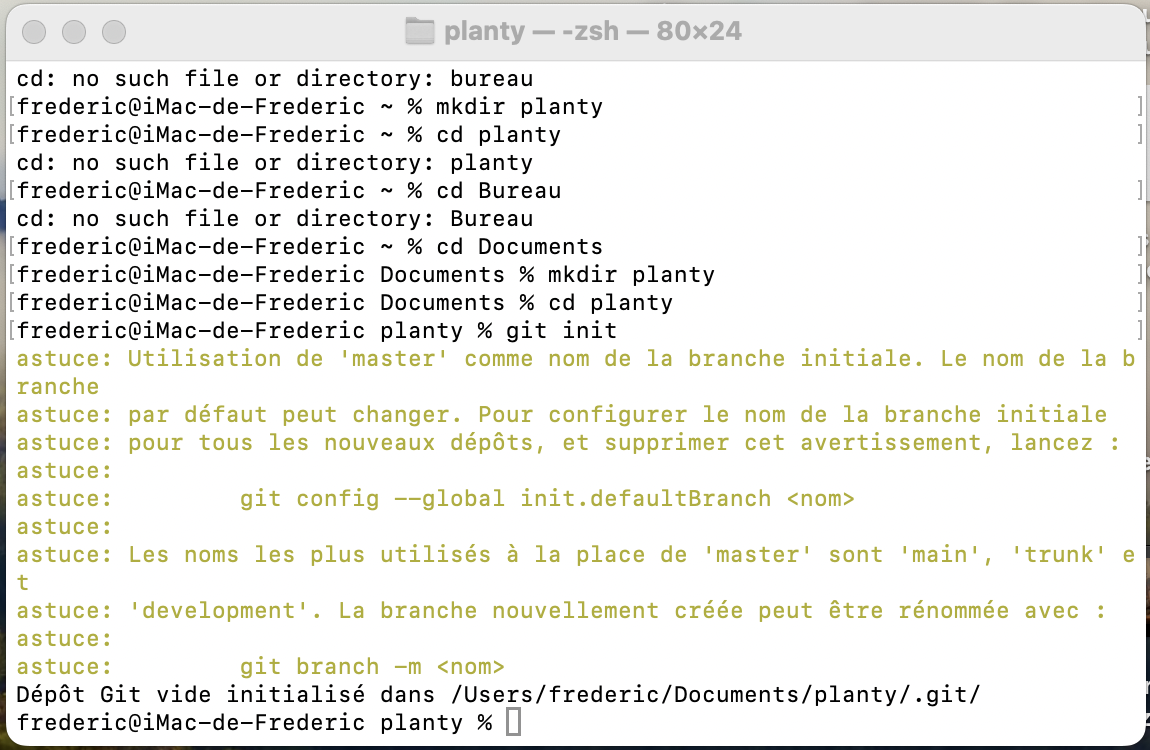 planty — -zsh — 80×24
cd: no such file or directory: bureau
[frederic@iMac-de-Frederic ~ % mkdir planty ]
[frederic@iMac-de-Frederic ~ % cd planty ]
cd: no such file or directory: planty
[frederic@iMac-de-Frederic ~ % cd Bureau ]
cd: no such file or directory: Bureau
[frederic@iMac-de-Frederic ~ % cd Documents ]
[frederic@iMac-de-Frederic Documents % mkdir planty ]
[frederic@iMac-de-Frederic Documents % cd planty ]
[frederic@iMac-de-Frederic planty % git init ]
astuce: Utilisation de 'master' comme nom de la branche initiale. Le nom de la b
ranche
astuce: par défaut peut changer. Pour configurer le nom de la branche initiale
astuce: pour tous les nouveaux dépôts, et supprimer cet avertissement, lancez :
astuce:
astuce: git config --global init.defaultBranch <nom>
astuce:
astuce: Les noms les plus utilisés à la place de 'master' sont 'main', 'trunk' e
t
astuce: 'development'. La branche nouvellement créée peut être rénommée avec :
astuce:
astuce: git branch -m <nom>
Dépôt Git vide initialisé dans /Users/frederic/Documents/planty/.git/
frederic@iMac-de-Frederic planty %